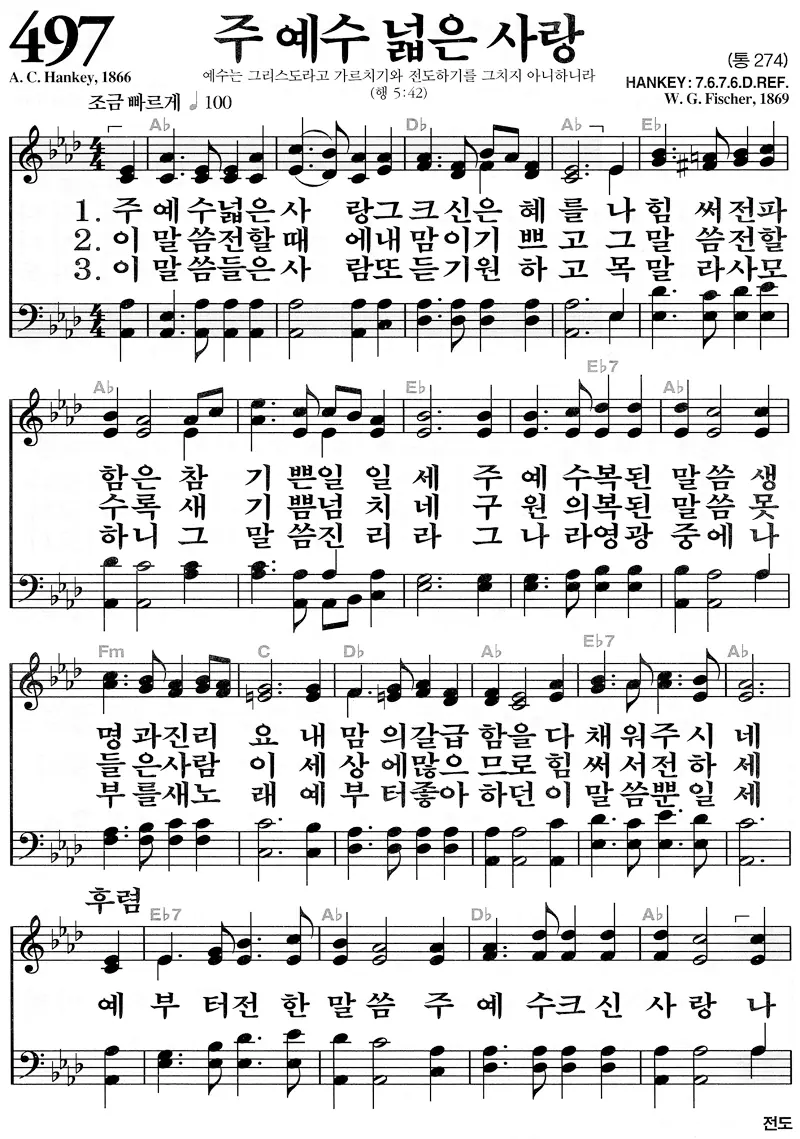 497
주 예수 넓은 사랑
(통 274)
A. C. Hankey, 1866
예수는 그리스도라고 가르치기와 전도하기를 그치지 아니하니라
HANKEY: 7.6.7.6.D.REF.
(행 5:42)
W. G. Fischer, 1869
조금 빠르게 ♩ 100
A♭ D♭ A♭ E♭
4 4
1. 주 예 수넓은 사 랑그 크 신은 혜 를 나 힘 써 전파
2. 이 말 씀전할 때 에내 맘 이기 쁘 고 그 말 씀 전할
3. 이 말 씀들은 사 람또 듣 기원 하 고 목 말 라사모
4 4
A♭ E♭ E♭7 A♭
함은 참 기 쁜일 일 세 주 예 수복된 말씀 생
수록 새 기 쁨넘 치 네 구 원 의복된 말씀 못
하니 그 말 씀진 리 라 그 나 라영광 중에 나
Fm C D♭ A♭ E♭7 A♭
명 과진리 요 내 맘 의갈급 함을 다 채 워주 시 네
들 은사람 이 세 상 에많으 므로 힘 써 서전 하 세
부 를새노 래 예 부 터좋아 하던 이 말 씀뿐 일 세
후렴
E♭7 A♭ D♭ A♭
예 부 터전 한 말씀 주 예 수크 신 사 랑 나
전도